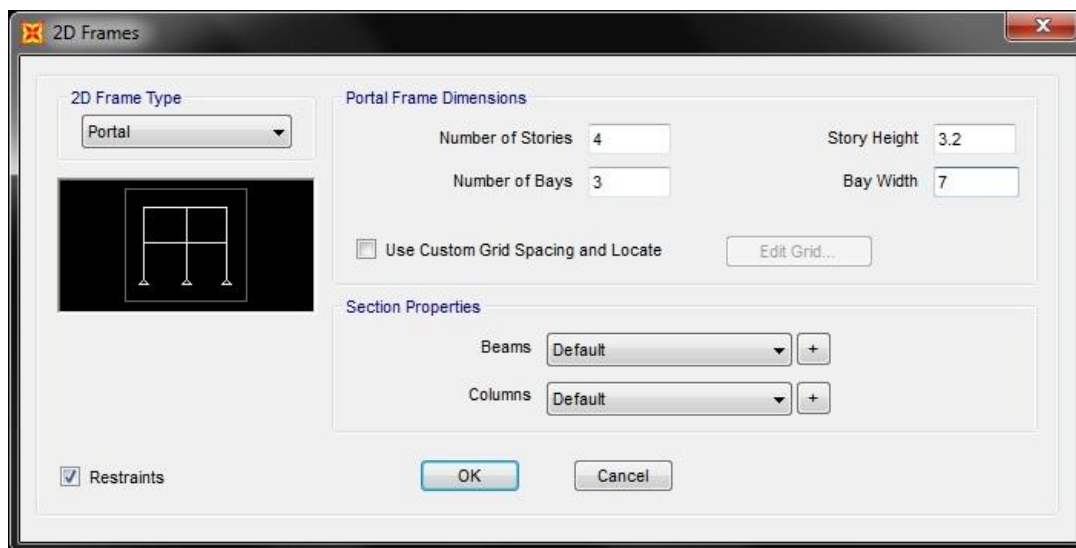 2D Frames
2D Frame Type
Portal
Portal Frame Dimensions
Number of Stories 4 Story Height 3.2
Number of Bays 3 Bay Width 7
Use Custom Grid Spacing and Locate Edit Grid...
Section Properties
Beams Default +
Columns Default +
Restraints OK Cancel